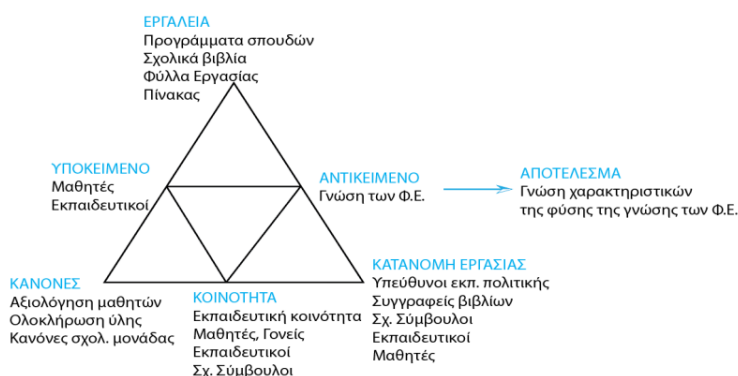 ΕΡΓΑΛΕΙΑ
Προγράμματα σπουδών
Σχολικά βιβλία
Φύλλα Εργασίας
Πίνακας
ΥΠΟΚΕΙΜΕΝΟ
Μαθητές
Εκπαιδευτικοί
ΑΝΤΙΚΕΙΜΕΝΟ
Γνώση των Φ.Ε.
ΑΠΟΤΕΛΕΣΜΑ
Γνώση χαρακτηριστικών
της φύσης της γνώσης των Φ.Ε.
ΚΑΝΟΝΕΣ
Αξιολόγηση μαθητών
Ολοκλήρωση ύλης
Κανόνες σχολ. μονάδας
ΚΟΙΝΟΤΗΤΑ
Εκπαιδευτική κοινότητα
Μαθητές, Γονείς
Εκπαιδευτικοί
Σχ. Σύμβουλοι
ΚΑΤΑΝΟΜΗ ΕΡΓΑΣΙΑΣ
Υπεύθυνοι εκπ. πολιτικής
Συγγραφείς βιβλίων
Σχ. Σύμβουλοι
Εκπαιδευτικοί
Μαθητές